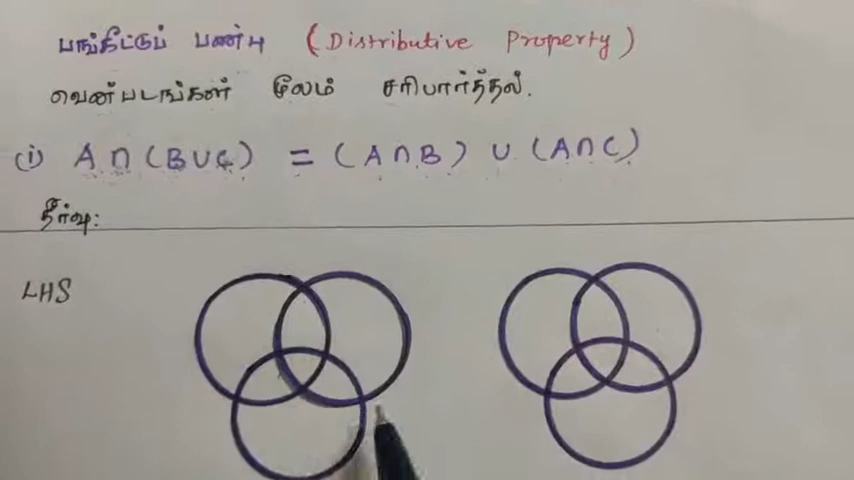 பங்கீட்டுப் பண்பு (Distributive Property)
வென்படங்கள் மூலம் சரிபார்த்தல்.
(i) A∩(B∪C) = (A∩B) ∪ (A∩C)
தீர்வு:
LHS